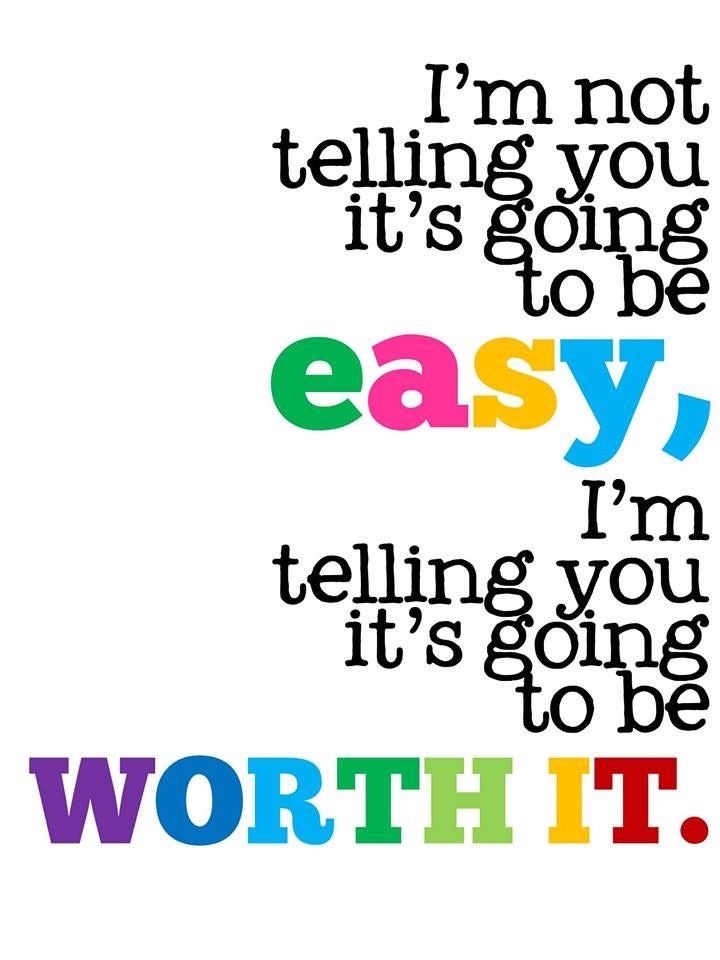 I’m not
telling you
it’s going
to be
easy,
I’m
telling you
it’s going
to be
WORTH IT.